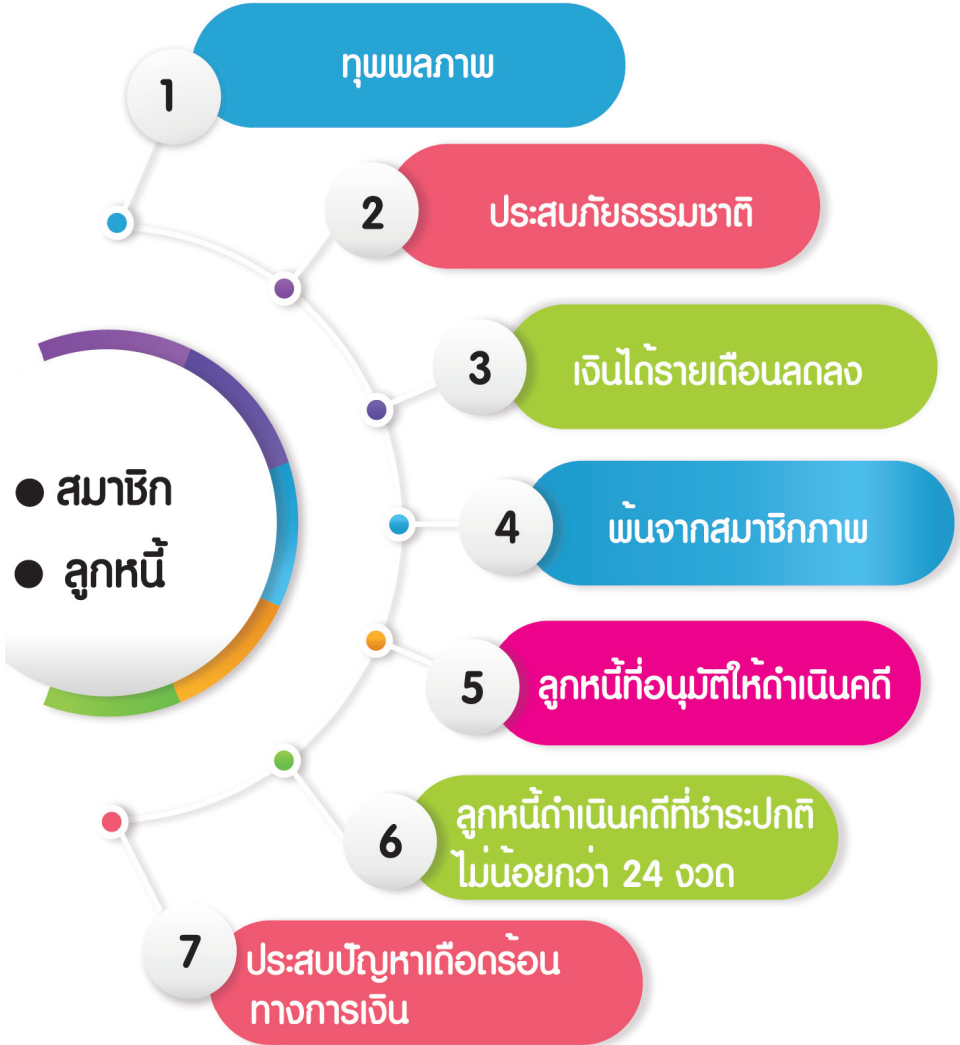 1
ทุพพลภาพ
2
ประสบภัยธรรมชาติ
3
เงินได้รายเดือนลดลง
● สมาชิก
● ลูกหนี้
4
พ้นจากสมาชิกภาพ
5
ลูกหนี้ที่อนุมัติให้ดำเนินคดี
6
ลูกหนี้ดำเนินคดีที่ชำระปกติ
ไม่น้อยกว่า 24 งวด
7
ประสบปัญหาเดือดร้อน
ทางการเงิน